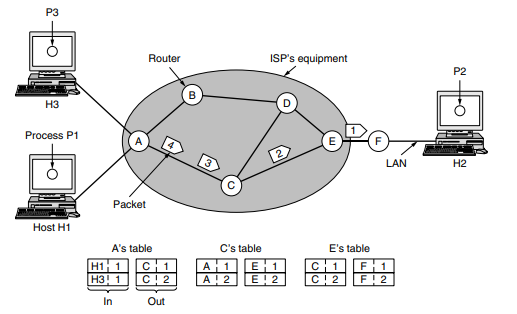 P3
Router
ISP's equipment
P2
H3
Process P1
B
D
A
E
1
F
4
3
2
C
LAN
H2
Host H1
Packet
A's table
C's table
E's table
H1 1 C 1 A 1 E 1 C 1 F 1
H3 1 C 2 A 2 E 2 C 2 F 2
In Out